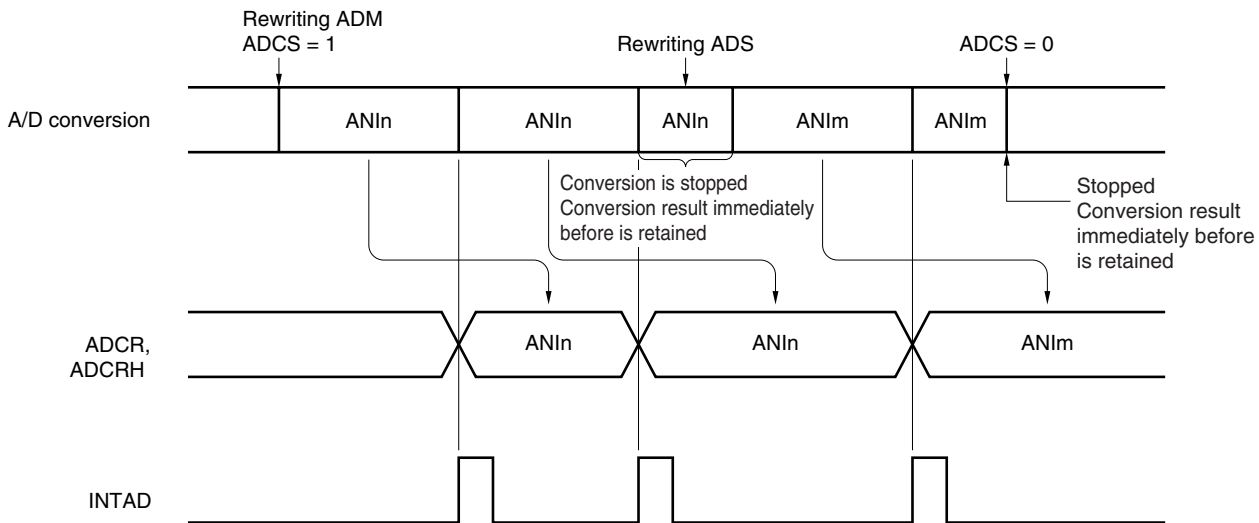 Rewriting ADM
ADCS = 1
Rewriting ADS
ADCS = 0
A/D conversion
ANIn
ANIn
ANIn
ANIm
ANIm
Conversion is stopped
Conversion result immediately
before is retained
Stopped
Conversion result
immediately before
is retained
ADCR,
ADCRH
ANIn
ANIn
ANIm
INTAD